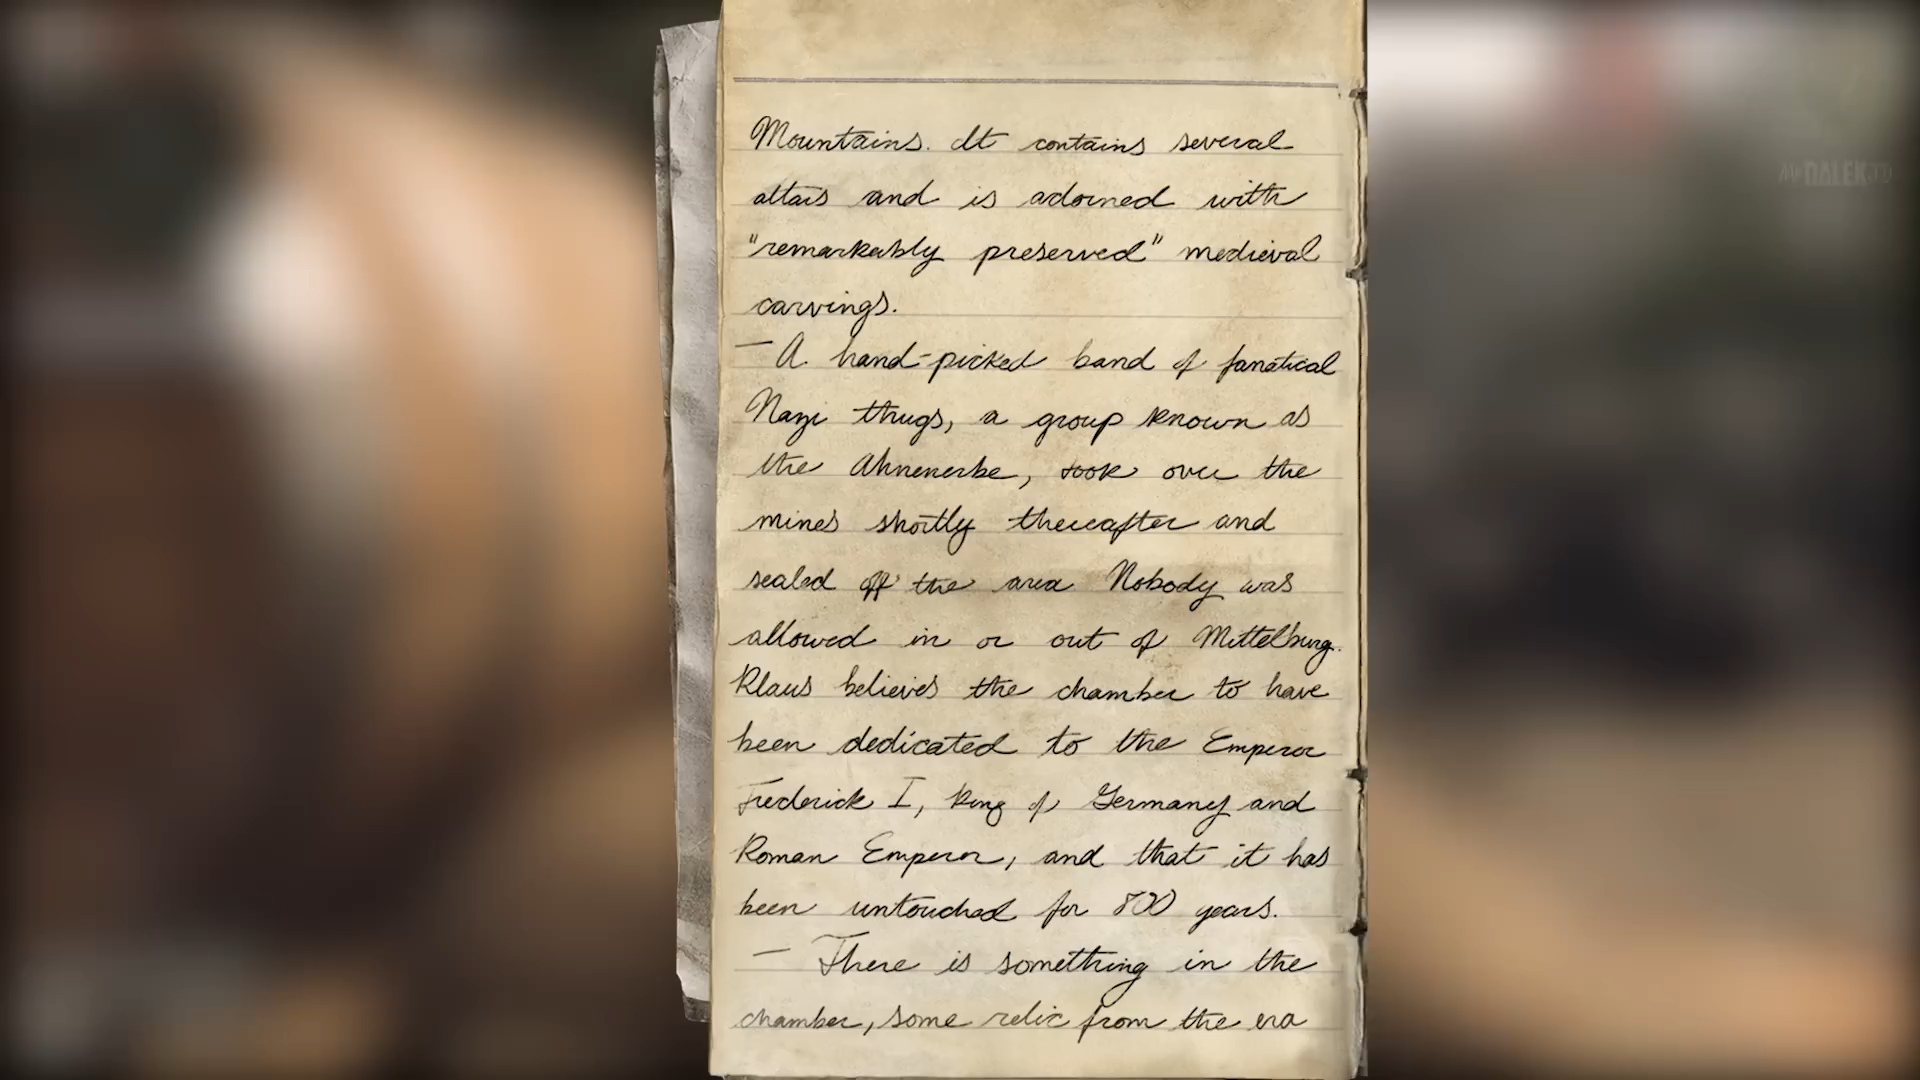 Mountains. It contains several
altars and is adorned with
"remarkably preserved" medieval
carvings.
— A hand-picked band of fanatical
Nazi thugs, a group known as
the Ahnenerbe, took over the
mines shortly thereafter and
sealed off the area. Nobody was
allowed in or out of Mittelburg.
Klaus believes the chamber to have
been dedicated to the Emperor
Frederick I, King of Germany and
Roman Emperor, and that it has
been untouched for 800 years.
— There is something in the
chamber, some relic from the era
MrDALEKJD